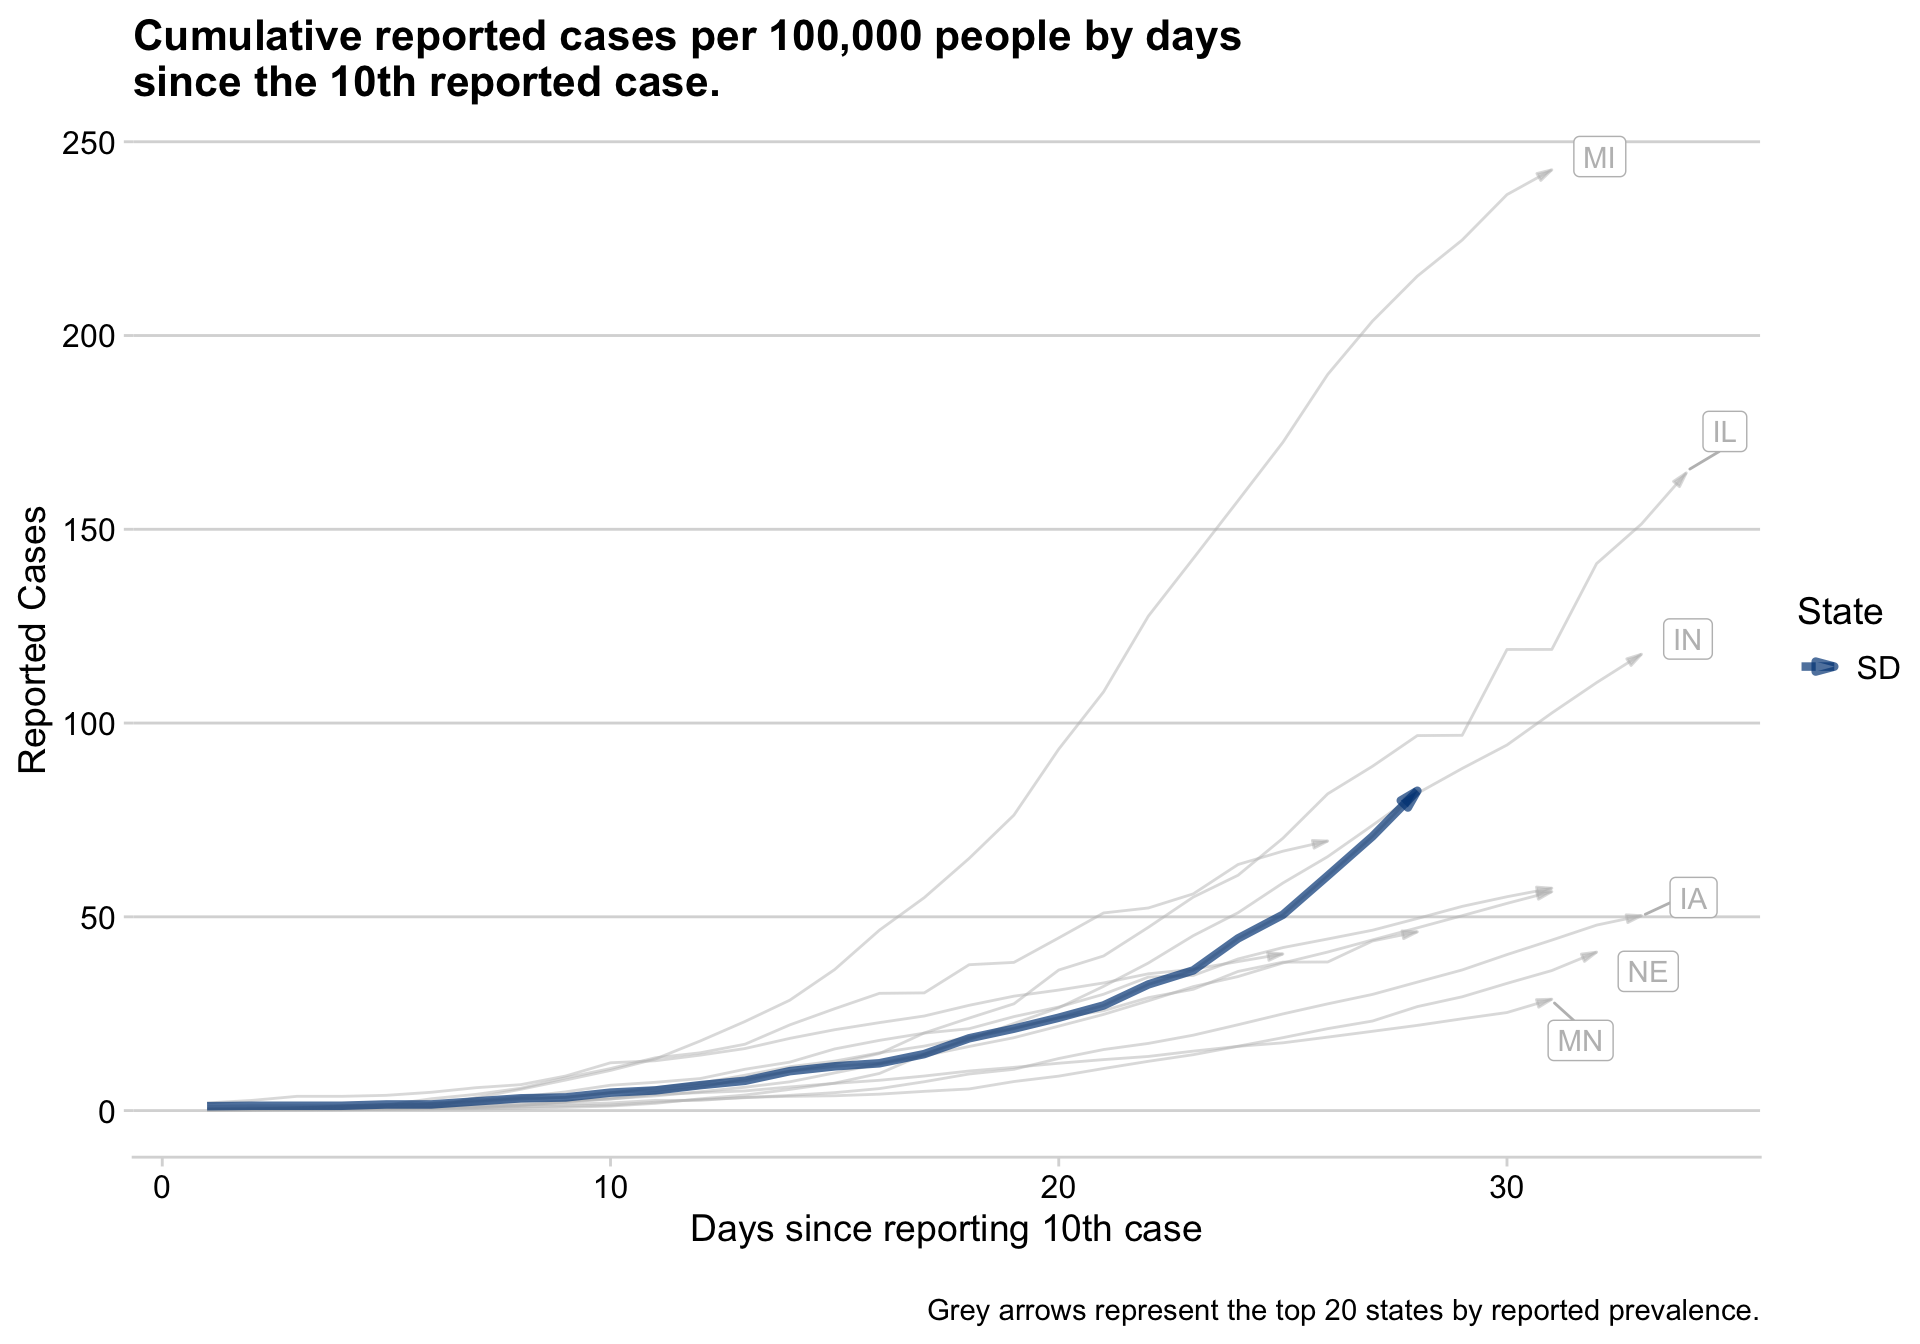 Cumulative reported cases per 100,000 people by days
since the 10th reported case.
250
200
150
100
50
0
Reported Cases
MI
IL
IN
IA
NE
MN
State
SD
0
10
20
30
Days since reporting 10th case
Grey arrows represent the top 20 states by reported prevalence.